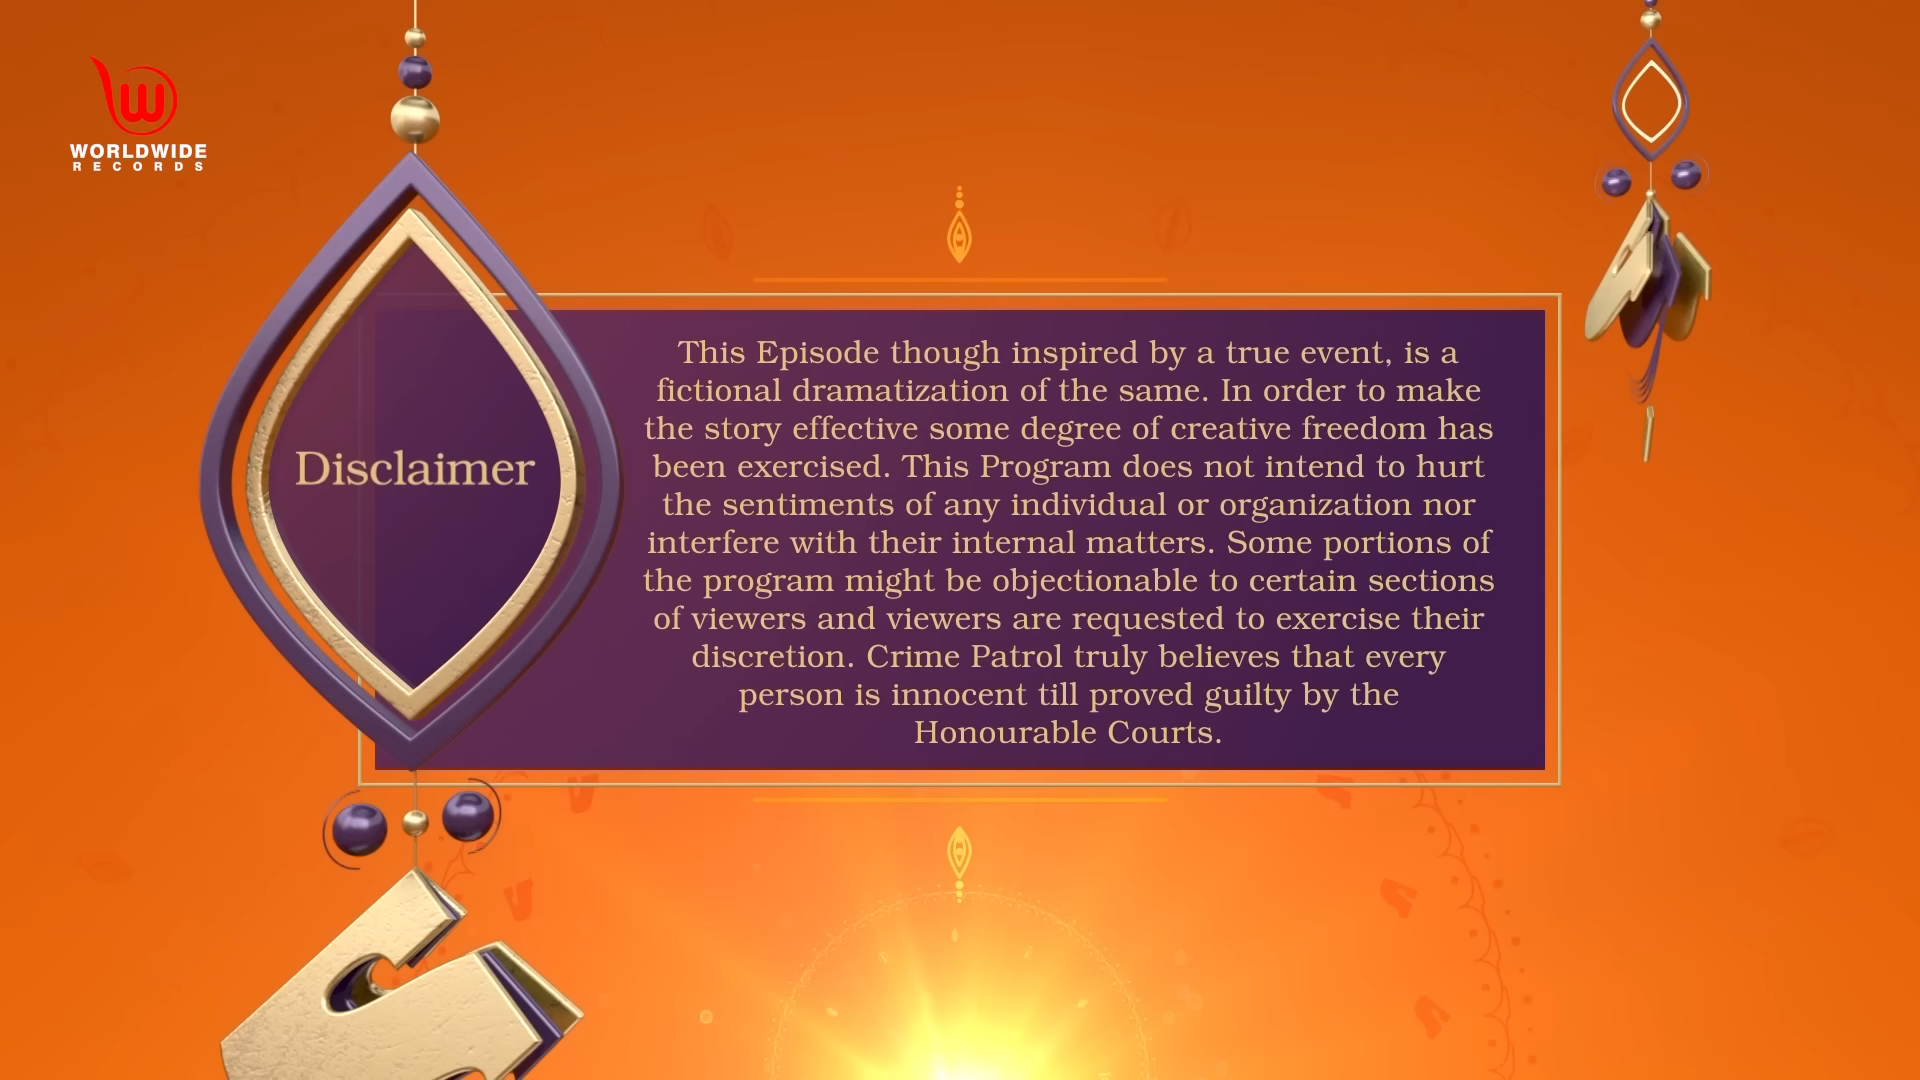 WORLDWIDE
RECORDS
Disclaimer
This Episode though inspired by a true event, is a
fictional dramatization of the same. In order to make
the story effective some degree of creative freedom has
been exercised. This Program does not intend to hurt
the sentiments of any individual or organization nor
interfere with their internal matters. Some portions of
the program might be objectionable to certain sections
of viewers and viewers are requested to exercise their
discretion. Crime Patrol truly believes that every
person is innocent till proved guilty by the
Honourable Courts.